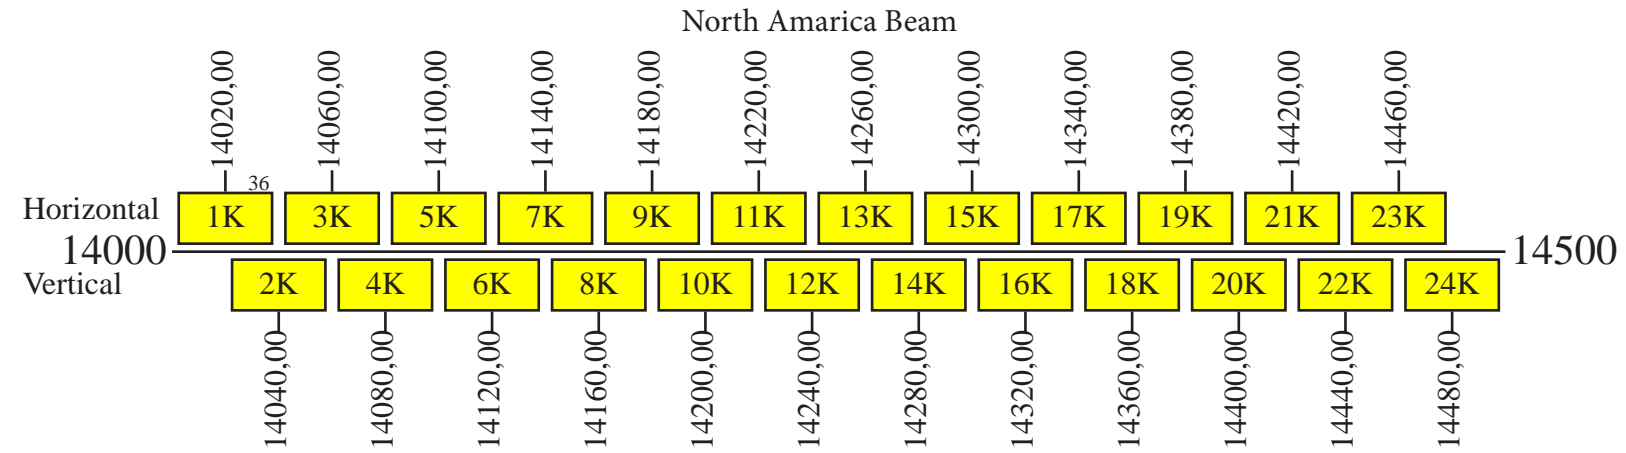 North Amarica Beam
14020,00 14060,00 14100,00 14140,00 14180,00 14220,00 14260,00 14300,00 14340,00 14380,00 14420,00 14460,00
36
Horizontal 1K 3K 5K 7K 9K 11K 13K 15K 17K 19K 21K 23K
14000 14500
Vertical 2K 4K 6K 8K 10K 12K 14K 16K 18K 20K 22K 24K
14040,00 14080,00 14120,00 14160,00 14200,00 14240,00 14280,00 14320,00 14360,00 14400,00 14440,00 14480,00